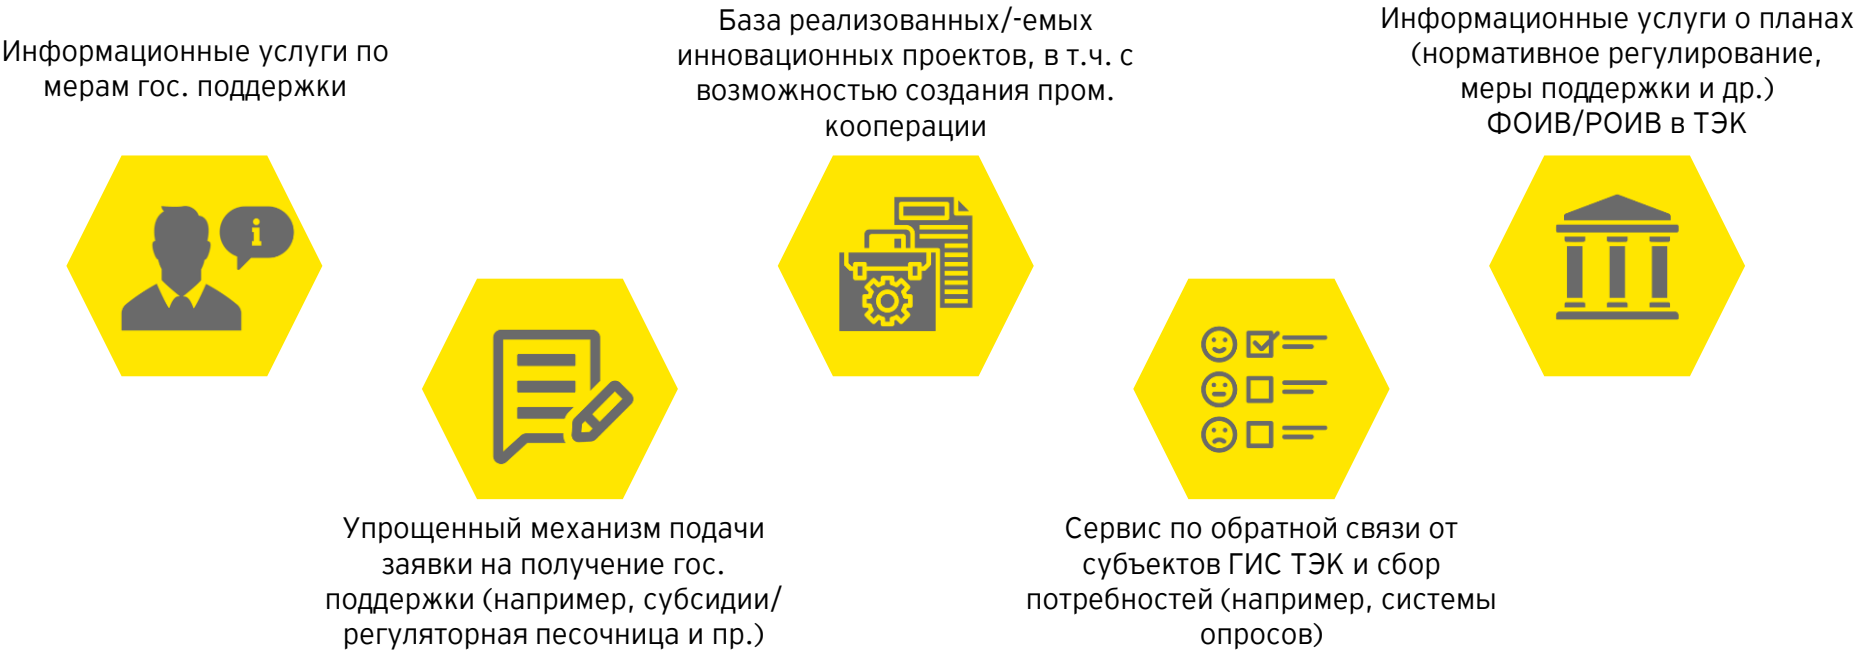 Информационные услуги по
мерам гос. поддержки
База реализованных/-емых
инновационных проектов, в т.ч. с
возможностью создания пром.
кооперации
Информационные услуги о планах
(нормативное регулирование,
меры поддержки и др.)
ФОИВ/РОИВ в ТЭК
i
Упрощенный механизм подачи
заявки на получение гос.
поддержки (например, субсидии/
регуляторная песочница и пр.)
Сервис по обратной связи от
субъектов ГИС ТЭК и сбор
потребностей (например, системы
опросов)